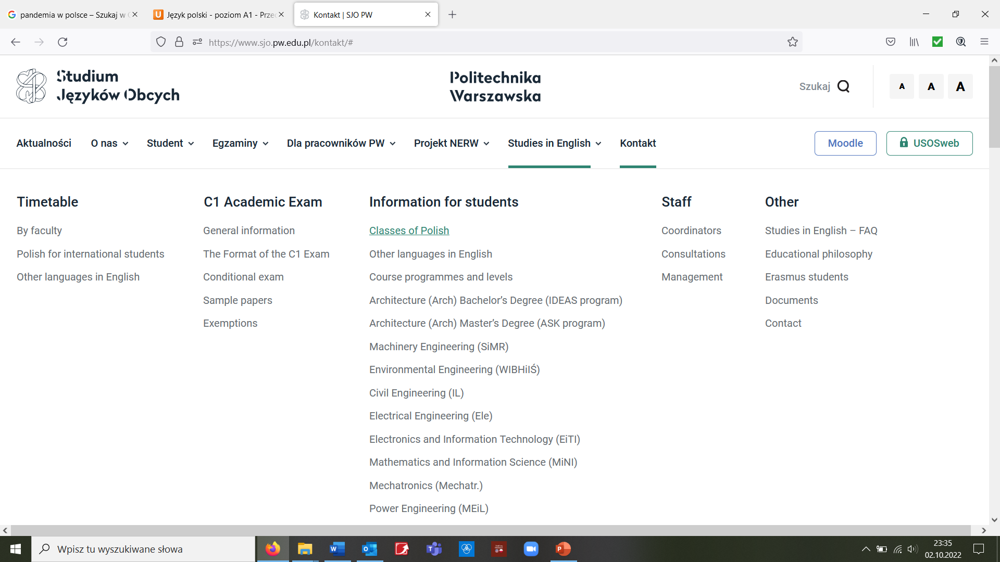 pandemia w polsce – Szukaj w
Język polski - poziom A1 - Przec
Kontakt | SJO PW
https://www.sjo.pw.edu.pl/kontakt/#
Studium
Języków Obcych
Politechnika
Warszawska
Szukaj
A A A
Aktualności O nas Student Egzaminy Dla pracowników PW Projekt NERW Studies in English Kontakt Moodle USOSweb
Timetable
By faculty
Polish for international students
Other languages in English
C1 Academic Exam
General information
The Format of the C1 Exam
Conditional exam
Sample papers
Exemptions
Information for students
Classes of Polish
Other languages in English
Course programmes and levels
Architecture (Arch) Bachelor’s Degree (IDEAS program)
Architecture (Arch) Master’s Degree (ASK program)
Machinery Engineering (SiMR)
Environmental Engineering (WIBHiIŚ)
Civil Engineering (IL)
Electrical Engineering (Ele)
Electronics and Information Technology (EiTI)
Mathematics and Information Science (MiNI)
Mechatronics (Mechatr.)
Power Engineering (MEiL)
Staff
Coordinators
Consultations
Management
Other
Studies in English – FAQ
Educational philosophy
Erasmus students
Documents
Contact
Wpisz tu wyszukiwane słowa
23:35
02.10.2022